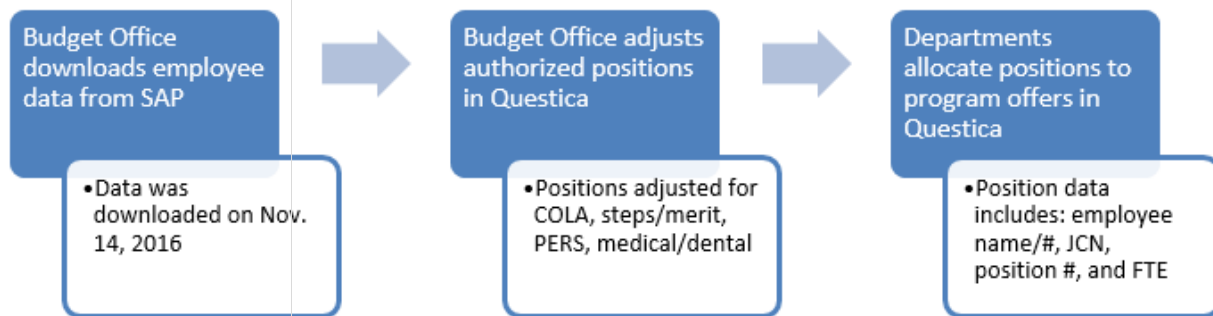 Budget Office
downloads employee
data from SAP
•Data was
downloaded on Nov.
14, 2016
Budget Office adjusts
authorized positions
in Questica
•Positions adjusted for
COLA, steps/merit,
PERS, medical/dental
Departments
allocate positions to
program offers in
Questica
•Position data
includes: employee
name/#, JCN,
position #, and FTE